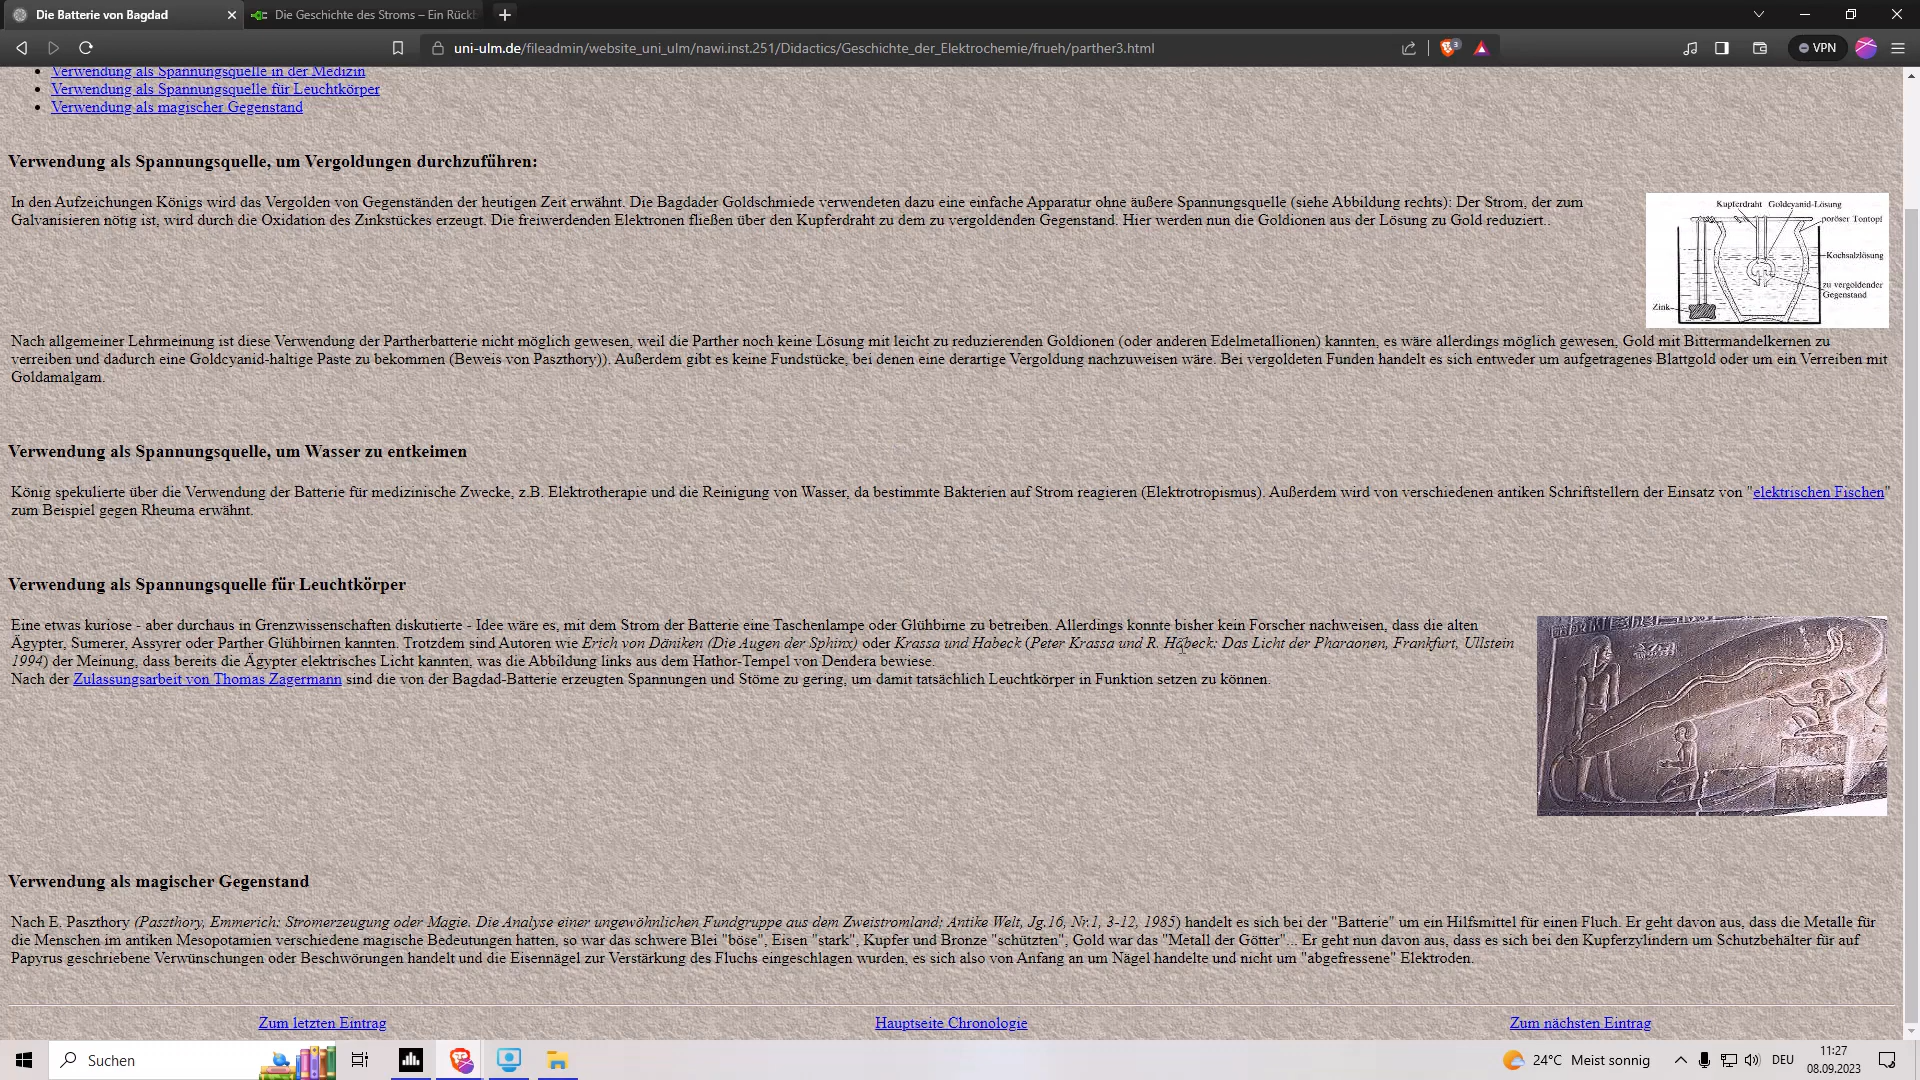 Die Batterie von Bagdad
Die Geschichte des Stroms – Ein Rückb
uni-ulm.de/fileadmin/website_uni_ulm/nawi.inst.251/Didactics/Geschichte_der_Elektrochemie/frueh/parther3.html
3
VPN
Verwendung als Spannungsquelle in der Medizin
Verwendung als Spannungsquelle für Leuchtkörper
Verwendung als magischer Gegenstand
Verwendung als Spannungsquelle, um Vergoldungen durchzuführen:
In den Aufzeichungen Königs wird das Vergolden von Gegenständen der heutigen Zeit erwähnt. Die Bagdader Goldschmiede verwendeten dazu eine einfache Apparatur ohne äußere Spannungsquelle (siehe Abbildung rechts): Der Strom, der zum
Galvanisieren nötig ist, wird durch die Oxidation des Zinkstückes erzeugt. Die freiwerdenden Elektronen fließen über den Kupferdraht zu dem zu vergoldenden Gegenstand. Hier werden nun die Goldionen aus der Lösung zu Gold reduziert..
Kupferdraht Goldcyanid-Lösung
poröser Tontopf
Kochsalzlösung
zu vergoldender
Gegenstand
Zink
Nach allgemeiner Lehrmeinung ist diese Verwendung der Partherbatterie nicht möglich gewesen, weil die Parther noch keine Lösung mit leicht zu reduzierenden Goldionen (oder anderen Edelmetallionen) kannten, es wäre allerdings möglich gewesen, Gold mit Bittermandelkernen zu
verreiben und dadurch eine Goldcyanid-haltige Paste zu bekommen (Beweis von Paszthory)). Außerdem gibt es keine Fundstücke, bei denen eine derartige Vergoldung nachzuweisen wäre. Bei vergoldeten Funden handelt es sich entweder um aufgetragenes Blattgold oder um ein Verreiben mit
Goldamalgam.
Verwendung als Spannungsquelle, um Wasser zu entkeimen
König spekulierte über die Verwendung der Batterie für medizinische Zwecke, z.B. Elektrotherapie und die Reinigung von Wasser, da bestimmte Bakterien auf Strom reagieren (Elektrotropismus). Außerdem wird von verschiedenen antiken Schriftstellern der Einsatz von "elektrischen Fischen"
zum Beispiel gegen Rheuma erwähnt.
Verwendung als Spannungsquelle für Leuchtkörper
Eine etwas kuriose - aber durchaus in Grenzwissenschaften diskutierte - Idee wäre es, mit dem Strom der Batterie eine Taschenlampe oder Glühbirne zu betreiben. Allerdings konnte bisher kein Forscher nachweisen, dass die alten
Ägypter, Sumerer, Assyrer oder Parther Glühbirnen kannten. Trotzdem sind Autoren wie Erich von Däniken (Die Augen der Sphinx) oder Krassa und Habeck (Peter Krassa und R. Habeck: Das Licht der Pharaonen, Frankfurt, Ullstein
1994) der Meinung, dass bereits die Ägypter elektrisches Licht kannten, was die Abbildung links aus dem Hathor-Tempel von Dendera beweise.
Nach der Zulassungsarbeit von Thomas Zagermann sind die von der Bagdad-Batterie erzeugten Spannungen und Stöme zu gering, um damit tatsächlich Leuchtkörper in Funktion setzen zu können.
Verwendung als magischer Gegenstand
Nach E. Paszthory (Paszthory, Emmerich: Stromerzeugung oder Magie. Die Analyse einer ungewöhnlichen Fundgruppe aus dem Zweistromland; Antike Welt, Jg.16, Nr.1, 3-12, 1985) handelt es sich bei der "Batterie" um ein Hilfsmittel für einen Fluch. Er geht davon aus, dass die Metalle für
die Menschen im antiken Mesopotamien verschiedene magische Bedeutungen hatten, so war das schwere Blei "böse", Eisen "stark", Kupfer und Bronze "schützten", Gold war das "Metall der Götter"... Er geht nun davon aus, dass es sich bei den Kupferzylindern um Schutzbehälter für auf
Papyrus geschriebene Verwünschungen oder Beschwörungen handelt und die Eisennägel zur Verstärkung des Fluchs eingeschlagen wurden, es sich also von Anfang an um Nägel handelte und nicht um "abgefressene" Elektroden.
Zum letzten Eintrag
Hauptseite Chronologie
Zum nächsten Eintrag
Suchen
24°C Meist sonnig
DEU
11:27
08.09.2023